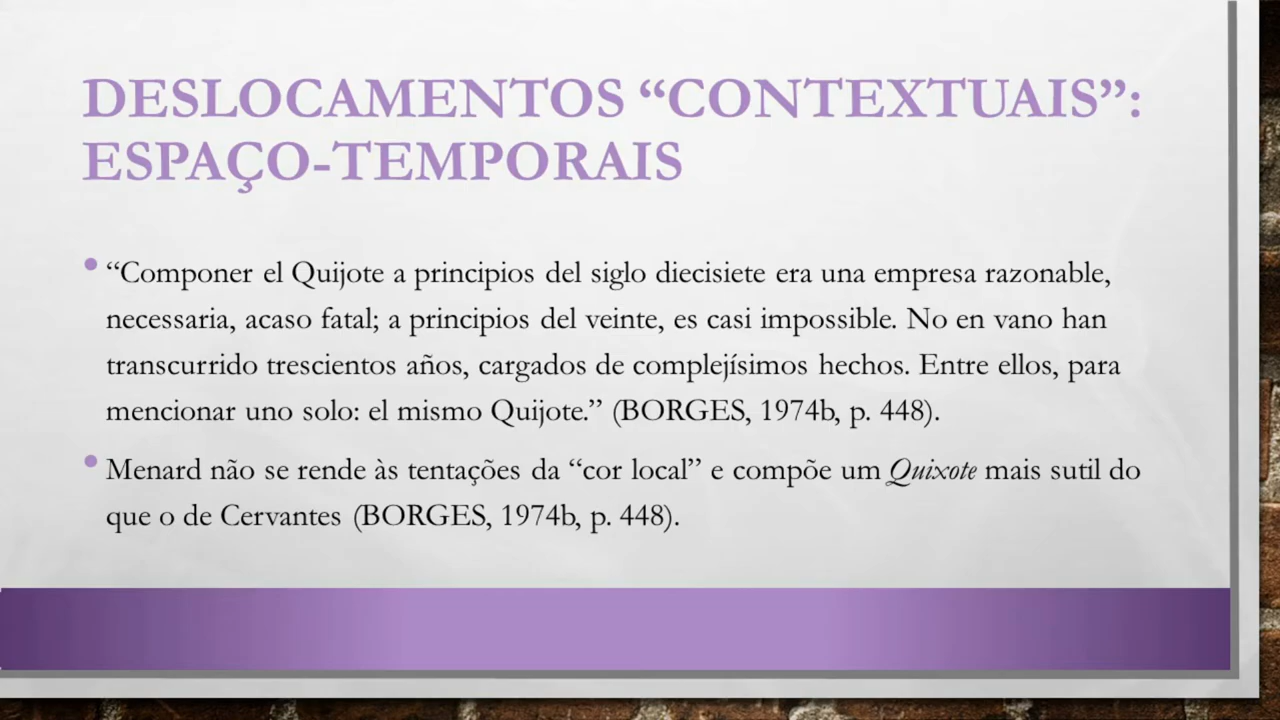 DESLOCAMENTOS “CONTEXTUAIS”:
ESPAÇO-TEMPORAIS
• “Componer el Quijote a principios del siglo diecisiete era una empresa razonable,
necessaria, acaso fatal; a principios del veinte, es casi impossible. No en vano han
transcurrido trescientos años, cargados de complejísimos hechos. Entre ellos, para
mencionar uno solo: el mismo Quijote.” (BORGES, 1974b, p. 448).
• Menard não se rende às tentações da “cor local” e compõe um Quixote mais sutil do
que o de Cervantes (BORGES, 1974b, p. 448).